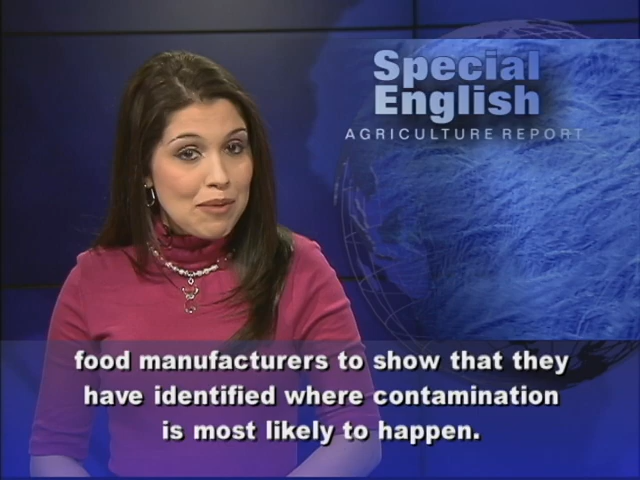 Special
English
AGRICULTURE REPORT
food manufacturers to show that they
have identified where contamination
is most likely to happen.